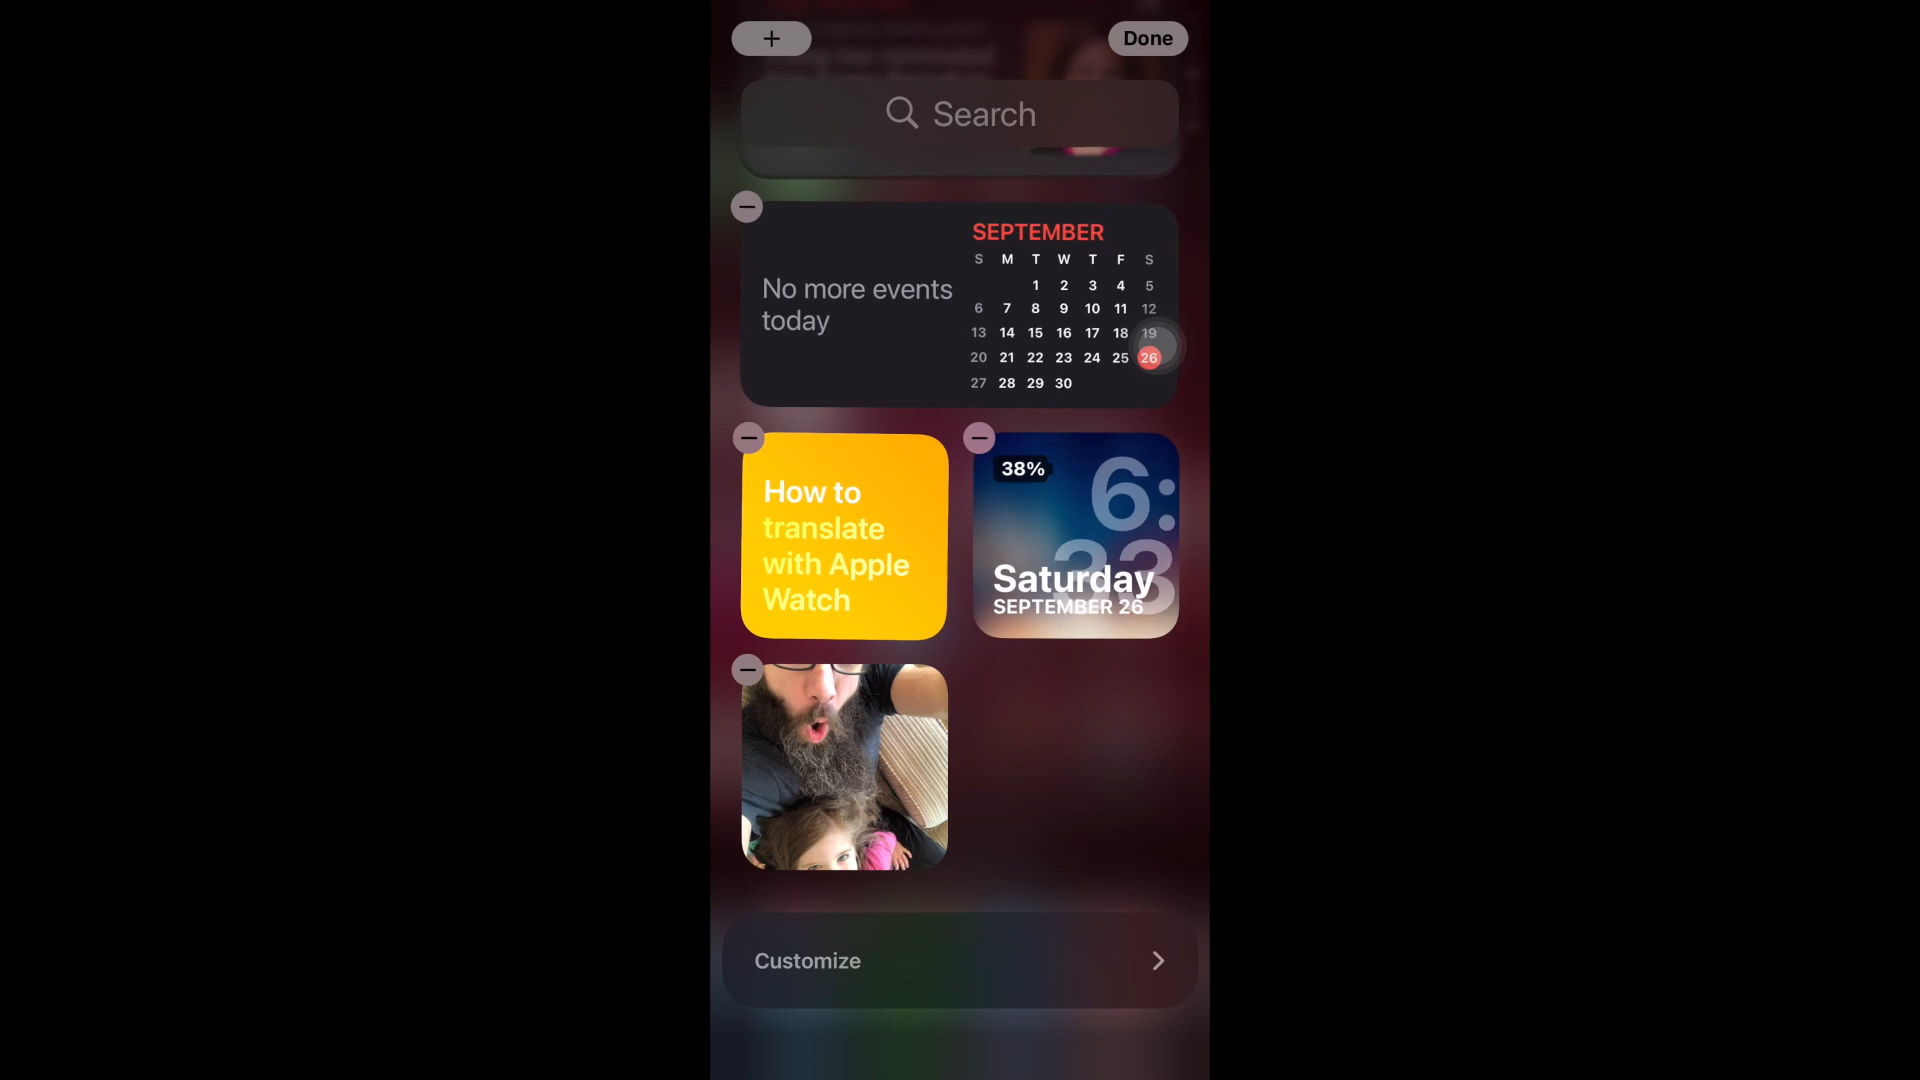 + Done
Search
SEPTEMBER
S M T W T F S
1 2 3 4 5
6 7 8 9 10 11 12
13 14 15 16 17 18 19
20 21 22 23 24 25 26
27 28 29 30
No more events
today
How to
translate
with Apple
Watch
38%
6:
33
Saturday
SEPTEMBER 26
Customize